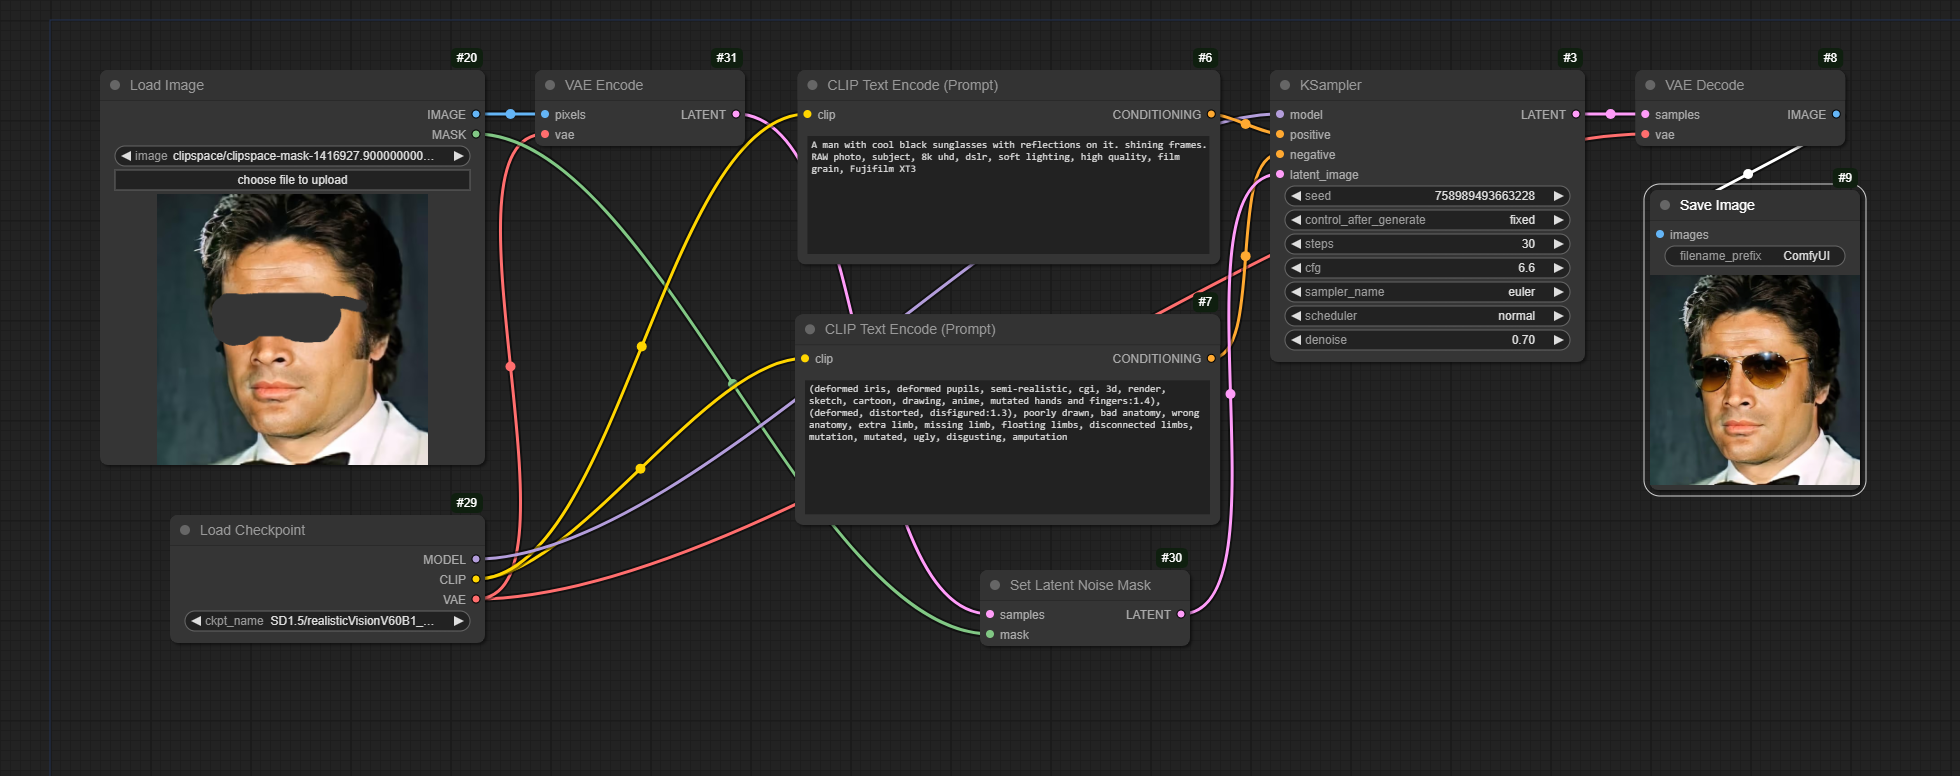 #20
Load Image
IMAGE
MASK
image clipspace/clipspace-mask-1416927.900000000...
choose file to upload
#31
VAE Encode
pixels LATENT
vae
#29
Load Checkpoint
MODEL
CLIP
VAE
ckpt_name SD1.5/realisticVisionV60B1_...
#6
CLIP Text Encode (Prompt)
clip CONDITIONING
A man with cool black sunglasses with reflections on it. shining frames.
RAW photo, subject, 8k uhd, dslr, soft lighting, high quality, film
grain, Fujifilm XT3
#7
CLIP Text Encode (Prompt)
clip CONDITIONING
(deformed iris, deformed pupils, semi-realistic, cgi, 3d, render,
sketch, cartoon, drawing, anime, mutated hands and fingers:1.4),
(deformed, distorted, disfigured:1.3), poorly drawn, bad anatomy, wrong
anatomy, extra limb, missing limb, floating limbs, disconnected limbs,
mutation, mutated, ugly, disgusting, amputation
#30
Set Latent Noise Mask
samples LATENT
mask
#3
KSampler
model LATENT
positive
negative
latent_image
seed 758989493663228
control_after_generate fixed
steps 30
cfg 6.6
sampler_name euler
scheduler normal
denoise 0.70
#8
VAE Decode
samples IMAGE
vae
#9
Save Image
images
filename_prefix ComfyUI